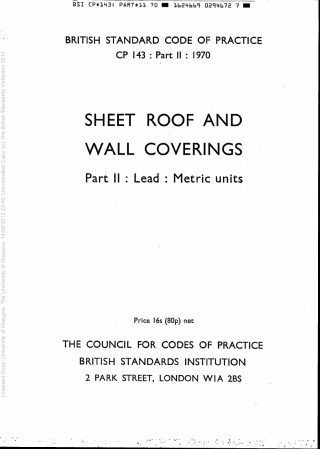 BSI CP*143: PART*11 70 ■ 1624669 0294672 7 ■
BRITISH STANDARD CODE OF PRACTICE
CP 143 : Part II : 1970
SHEET ROOF AND
WALL COVERINGS
Part II : Lead : Metric units
Price 16s (80p) net
THE COUNCIL FOR CODES OF PRACTICE
BRITISH STANDARDS INSTITUTION
2 PARK STREET, LONDON W1A 2BS
Licensed Copy: University of Glasgow, The University of Glasgow, 14/03/2013 23:43, Uncontrolled Copy, (c) The British Standards Institution 2013